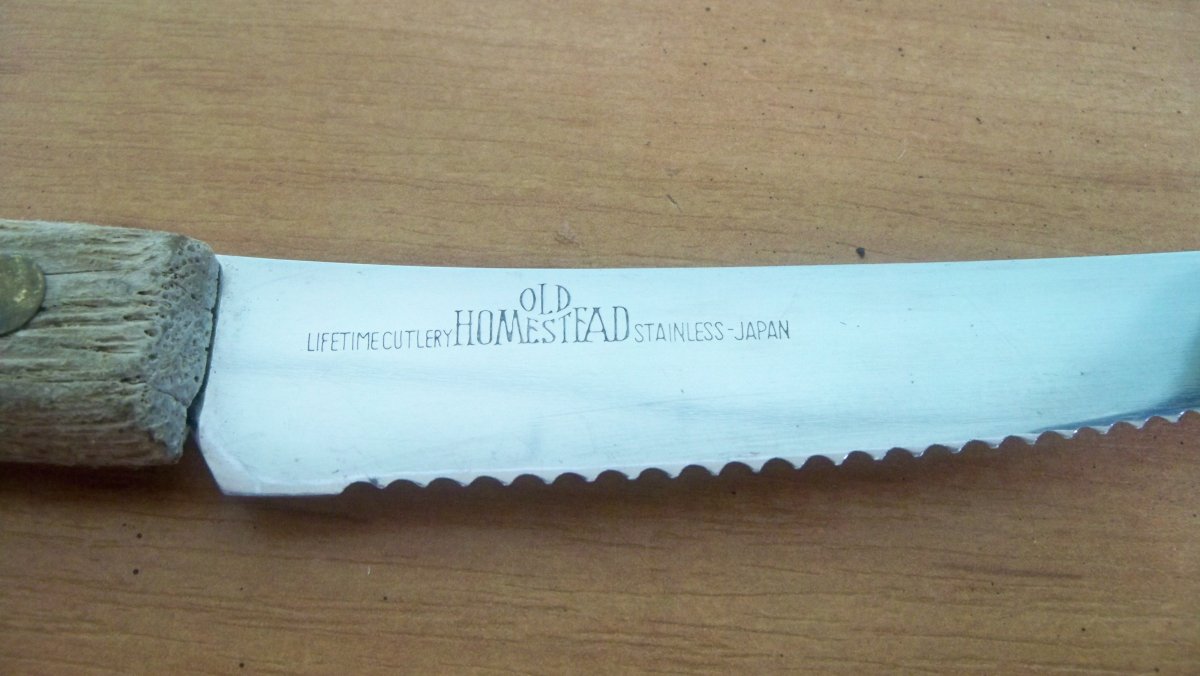 LIFETIME CUTLERY OLD HOMESTEAD STAINLESS-JAPAN